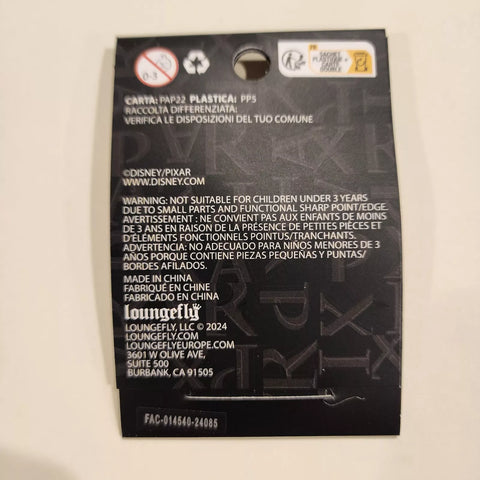 0-3
FR
SACHET
PLASTIQUE +
CARTE
CARTA: PAP22 PLASTICA: PP5
RACCOLTA DIFFERENZIATA:
VERIFICA LE DISPOSIZIONI DEL TUO COMUNE
©DISNEY/PIXAR
WWW.DISNEY.COM
WARNING: NOT SUITABLE FOR CHILDREN UNDER 3 YEARS
DUE TO SMALL PARTS AND FUNCTIONAL SHARP POINT/EDGE.
AVERTISSEMENT : NE CONVIENT PAS AUX ENFANTS DE MOINS
DE 3 ANS EN RAISON DE LA PRÉSENCE DE PETITES PIÈCES ET
D'ÉLÉMENTS FONCTIONNELS POINTUS/TRANCHANTS.
ADVERTENCIA: NO ADECUADO PARA NIÑOS MENORES DE 3
AÑOS PORQUE CONTIENE PIEZAS PEQUEÑAS Y PUNTAS/
BORDES AFILADOS.
MADE IN CHINA
FABRIQUÉ EN CHINE
FABRICADO EN CHINA
loungefly
LOUNGEFLY, LLC © 2024
LOUNGEFLY.COM
LOUNGEFLYEUROPE.COM
3601 W OLIVE AVE,
SUITE 500
BURBANK, CA 91505
FAC-014540-24085